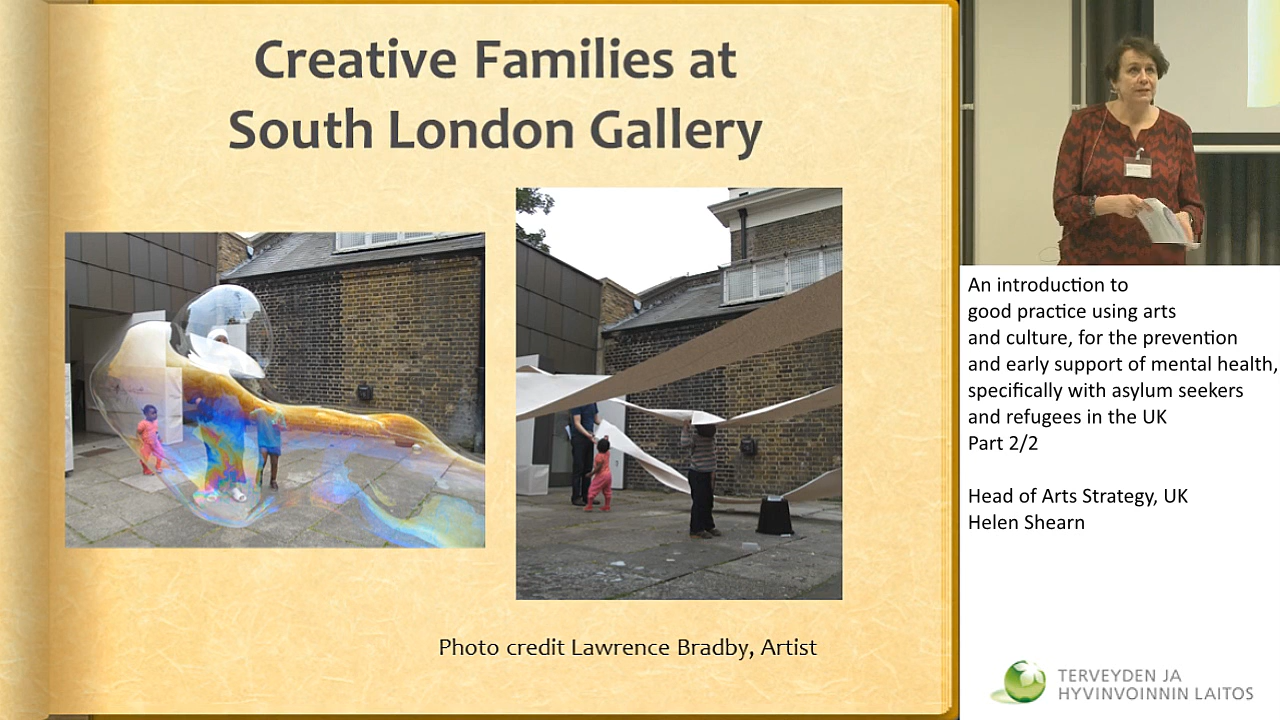 Creative Families at
South London Gallery
Photo credit Lawrence Bradby, Artist
An introduction to
good practice using arts
and culture, for the prevention
and early support of mental health,
specifically with asylum seekers
and refugees in the UK
Part 2/2
Head of Arts Strategy, UK
Helen Shearn
TERVEYDEN JA
HYVINVOINNIN LAITOS